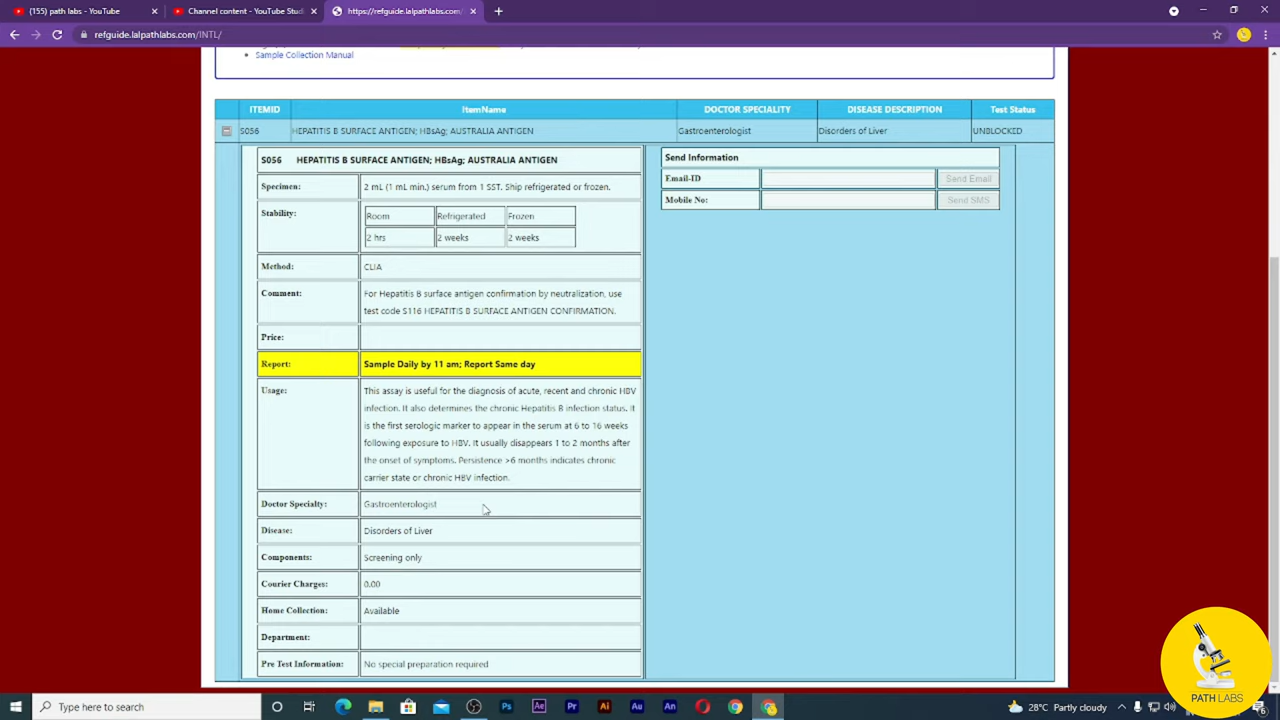 (155) path labs - YouTube
Channel content - YouTube Stud
https://refguide.lalpathlabs.com/
refguide.lalpathlabs.com/INTL/
Sample Collection Manual
ITEMID ItemName DOCTOR SPECIALITY DISEASE DESCRIPTION Test Status
S056 HEPATITIS B SURFACE ANTIGEN; HBsAg; AUSTRALIA ANTIGEN Gastroenterologist Disorders of Liver UNBLOCKED
S056 HEPATITIS B SURFACE ANTIGEN; HBsAg; AUSTRALIA ANTIGEN
Specimen: 2 mL (1 mL min.) serum from 1 SST. Ship refrigerated or frozen.
Stability:
Room Refrigerated Frozen
2 hrs 2 weeks 2 weeks
Method: CLIA
Comment: For Hepatitis B surface antigen confirmation by neutralization, use
test code S116 HEPATITIS B SURFACE ANTIGEN CONFIRMATION.
Price:
Report: Sample Daily by 11 am; Report Same day
Usage: This assay is useful for the diagnosis of acute, recent and chronic HBV
infection. It also determines the chronic Hepatitis B infection status. It
is the first serologic marker to appear in the serum at 6 to 16 weeks
following exposure to HBV. It usually disappears 1 to 2 months after
the onset of symptoms. Persistence >6 months indicates chronic
carrier state or chronic HBV infection.
Doctor Specialty: Gastroenterologist
Disease: Disorders of Liver
Components: Screening only
Courier Charges: 0.00
Home Collection: Available
Department:
Pre Test Information: No special preparation required
Send Information
Email-ID Send Email
Mobile No: Send SMS
PATH LABS
Type here to search
Ps Ae Pr Ai Au An
28°C Partly cloudy